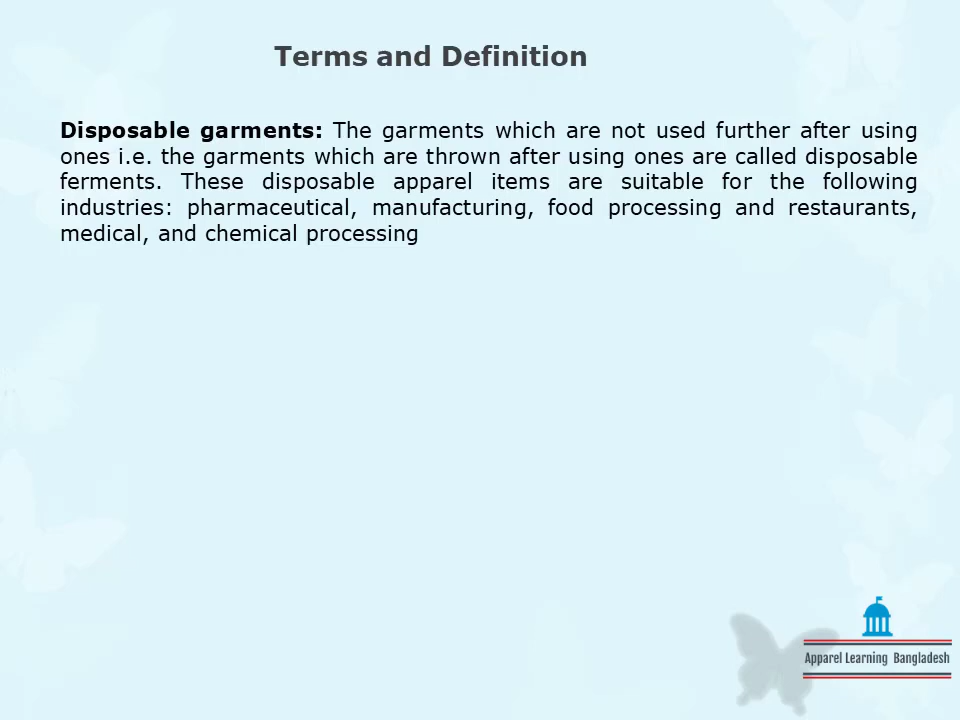 Terms and Definition
Disposable garments: The garments which are not used further after using
ones i.e. the garments which are thrown after using ones are called disposable
ferments. These disposable apparel items are suitable for the following
industries: pharmaceutical, manufacturing, food processing and restaurants,
medical, and chemical processing
Apparel Learning Bangladesh